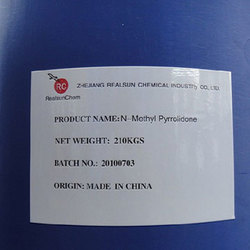 RC
RealsunChem
ZHEJIANG REALSUN CHEMICAL INDUSTRY CO., LTD.
PRODUCT NAME:N-Methyl Pyrrolidone
NET WEIGHT: 210KGS
BATCH NO.: 20100703
ORIGIN: MADE IN CHINA